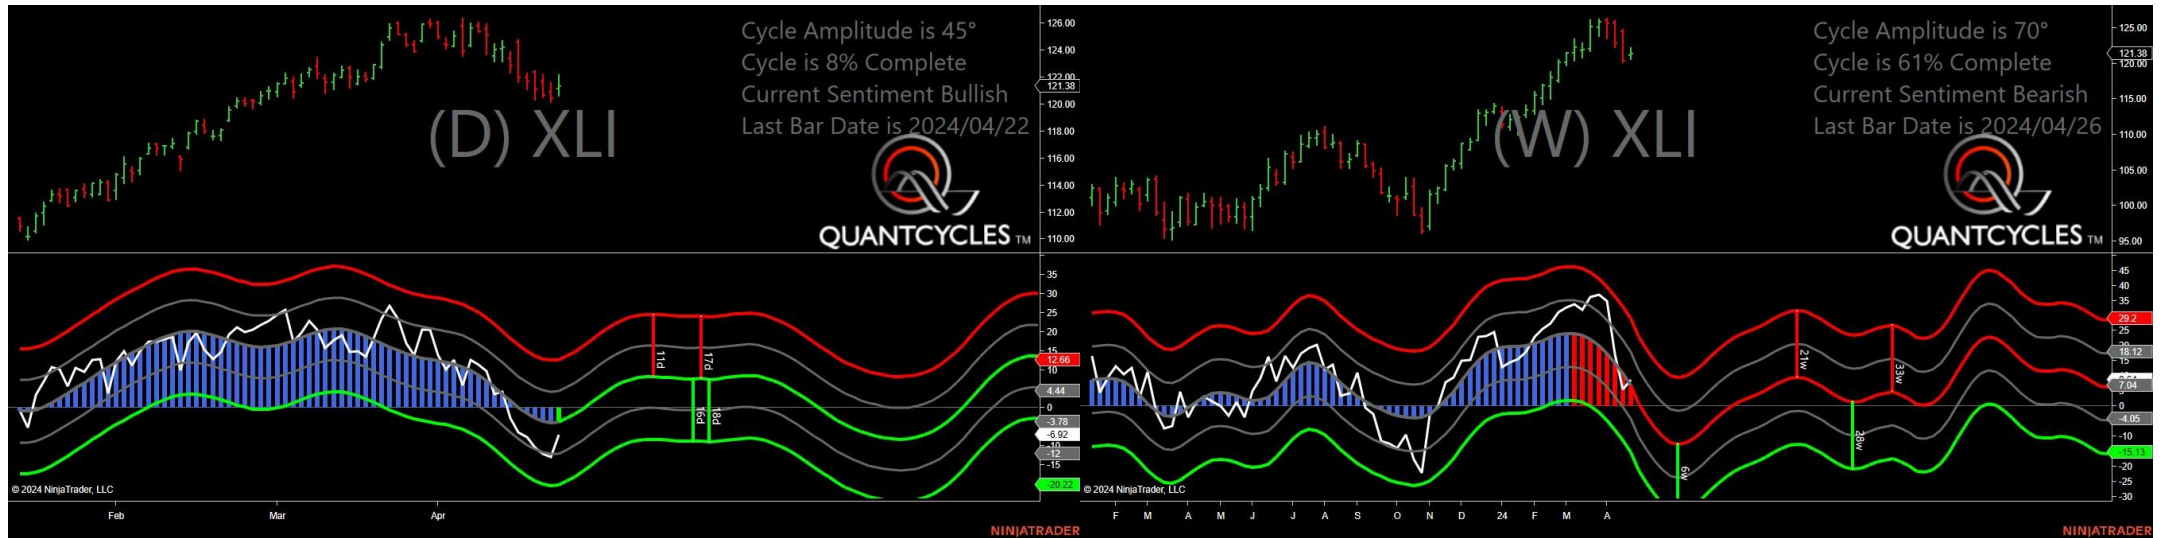 Cycle Amplitude is 45°
Cycle is 8% Complete
Current Sentiment Bullish
Last Bar Date is 2024/04/22
(D) XLI
QUANTCYCLES TM
126.00
124.00
122.00
121.38
120.00
118.00
116.00
114.00
112.00
110.00
35
30
25
20
15
12.66
10
4.44
0
-3.78
-6.92
-10
-12
-15
-20.22
11d
17d
16d
18d
© 2024 NinjaTrader, LLC
Feb Mar Apr
NINJATRADER
Cycle Amplitude is 70°
Cycle is 61% Complete
Current Sentiment Bearish
Last Bar Date is 2024/04/26
(W) XLI
QUANTCYCLES TM
125.00
121.38
120.00
115.00
110.00
105.00
100.00
95.00
45
40
35
29.2
25
20
18.12
15
7.04
5
0
-4.05
-10
-15.13
-20
-25
-30
21w
33w
28w
6w
© 2024 NinjaTrader, LLC
F M A M J J A S O N D 24 F M A
NINJATRADER